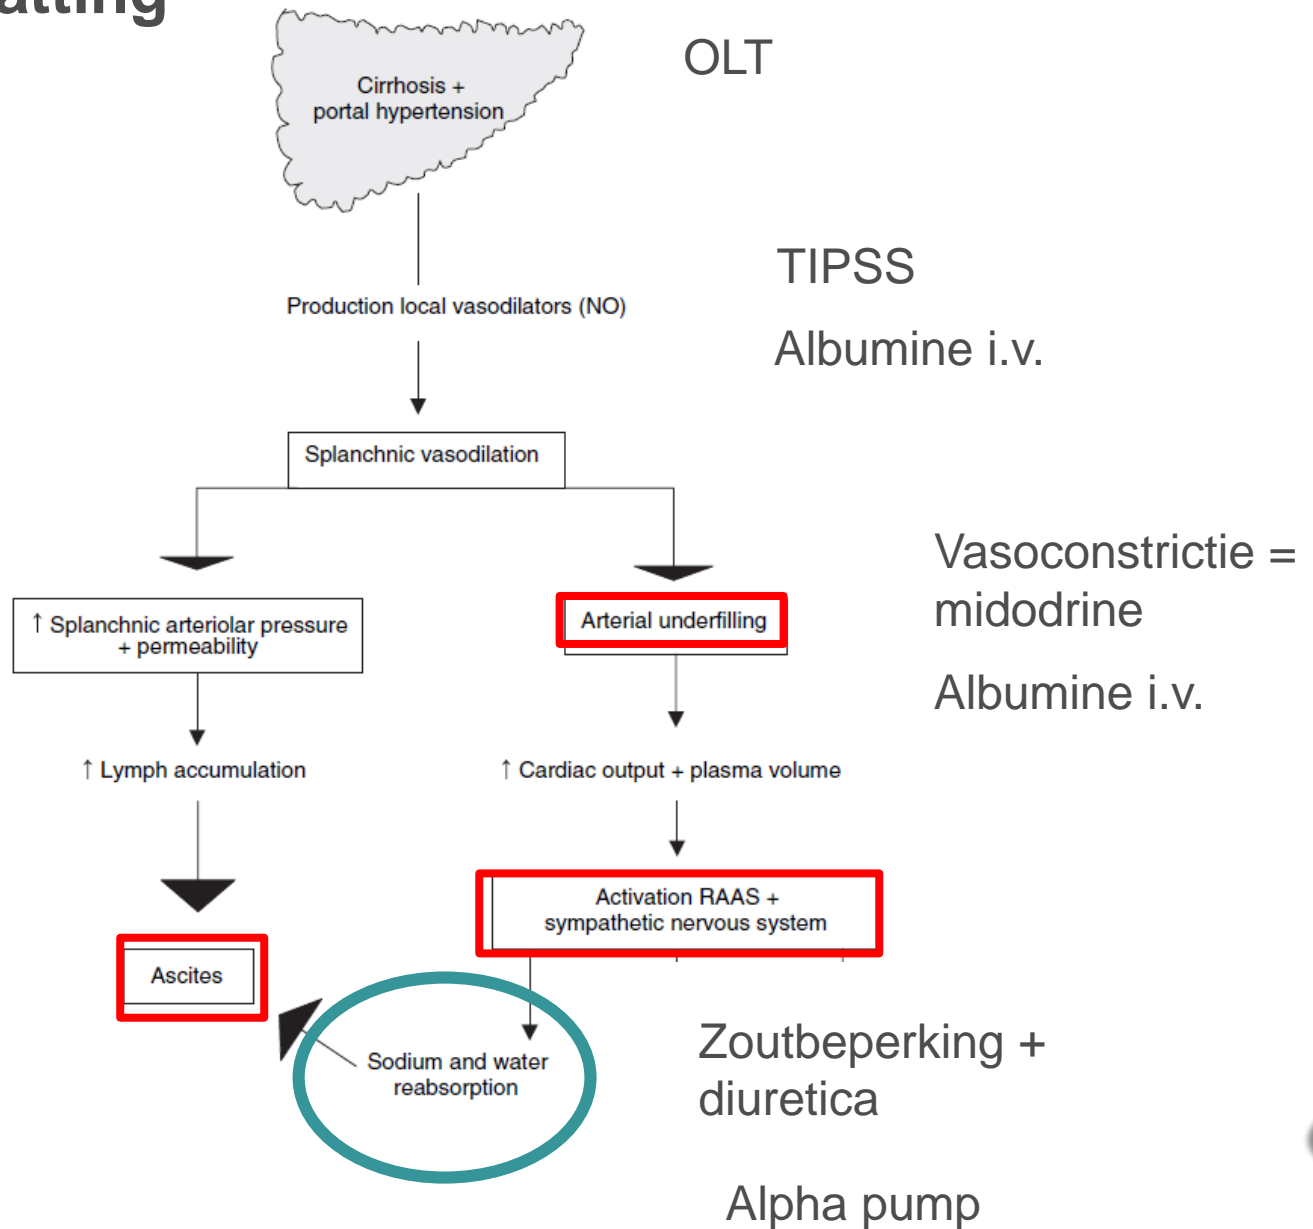 OLT
Cirrhosis +
portal hypertension
TIPSS
Production local vasodilators (NO)
Albumine i.v.
Splanchnic vasodilation
Vasoconstrictie =
midodrine
↑ Splanchnic arteriolar pressure
+ permeability
Arterial underfilling
Albumine i.v.
↑ Lymph accumulation
↑ Cardiac output + plasma volume
Activation RAAS +
sympathetic nervous system
Ascites
Zoutbeperking +
diuretica
Sodium and water
reabsorption
Alpha pump